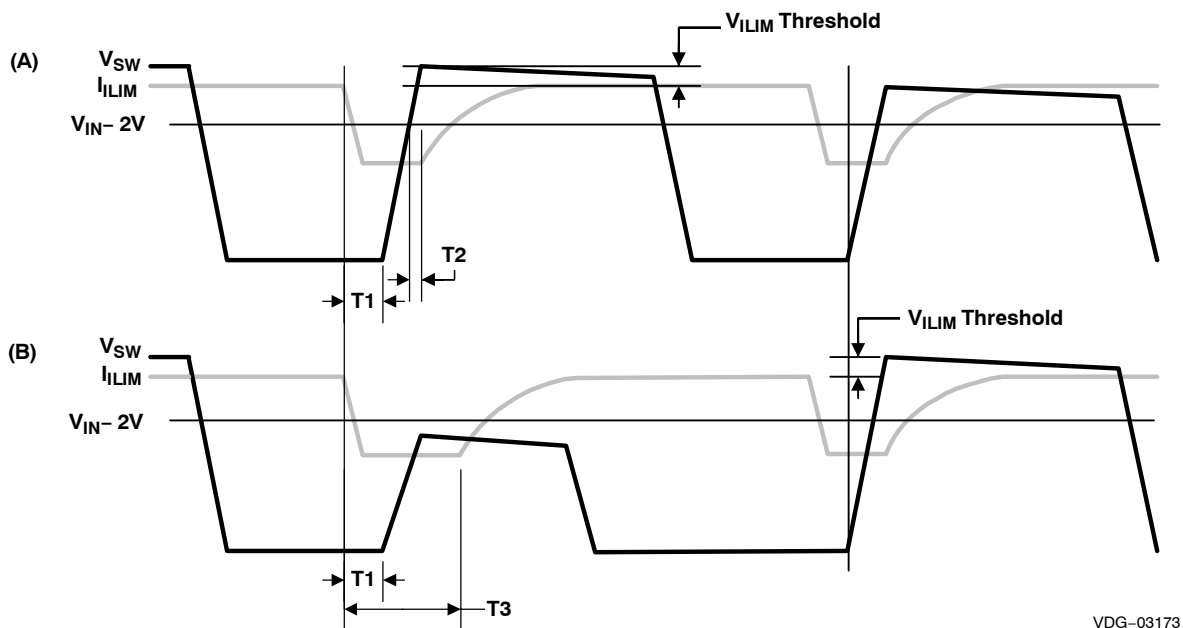 V_ILIM Threshold
(A)
V_SW
I_ILIM
V_IN− 2V
T2
T1
V_ILIM Threshold
(B)
V_SW
I_ILIM
V_IN− 2V
T1
T3
VDG−03173